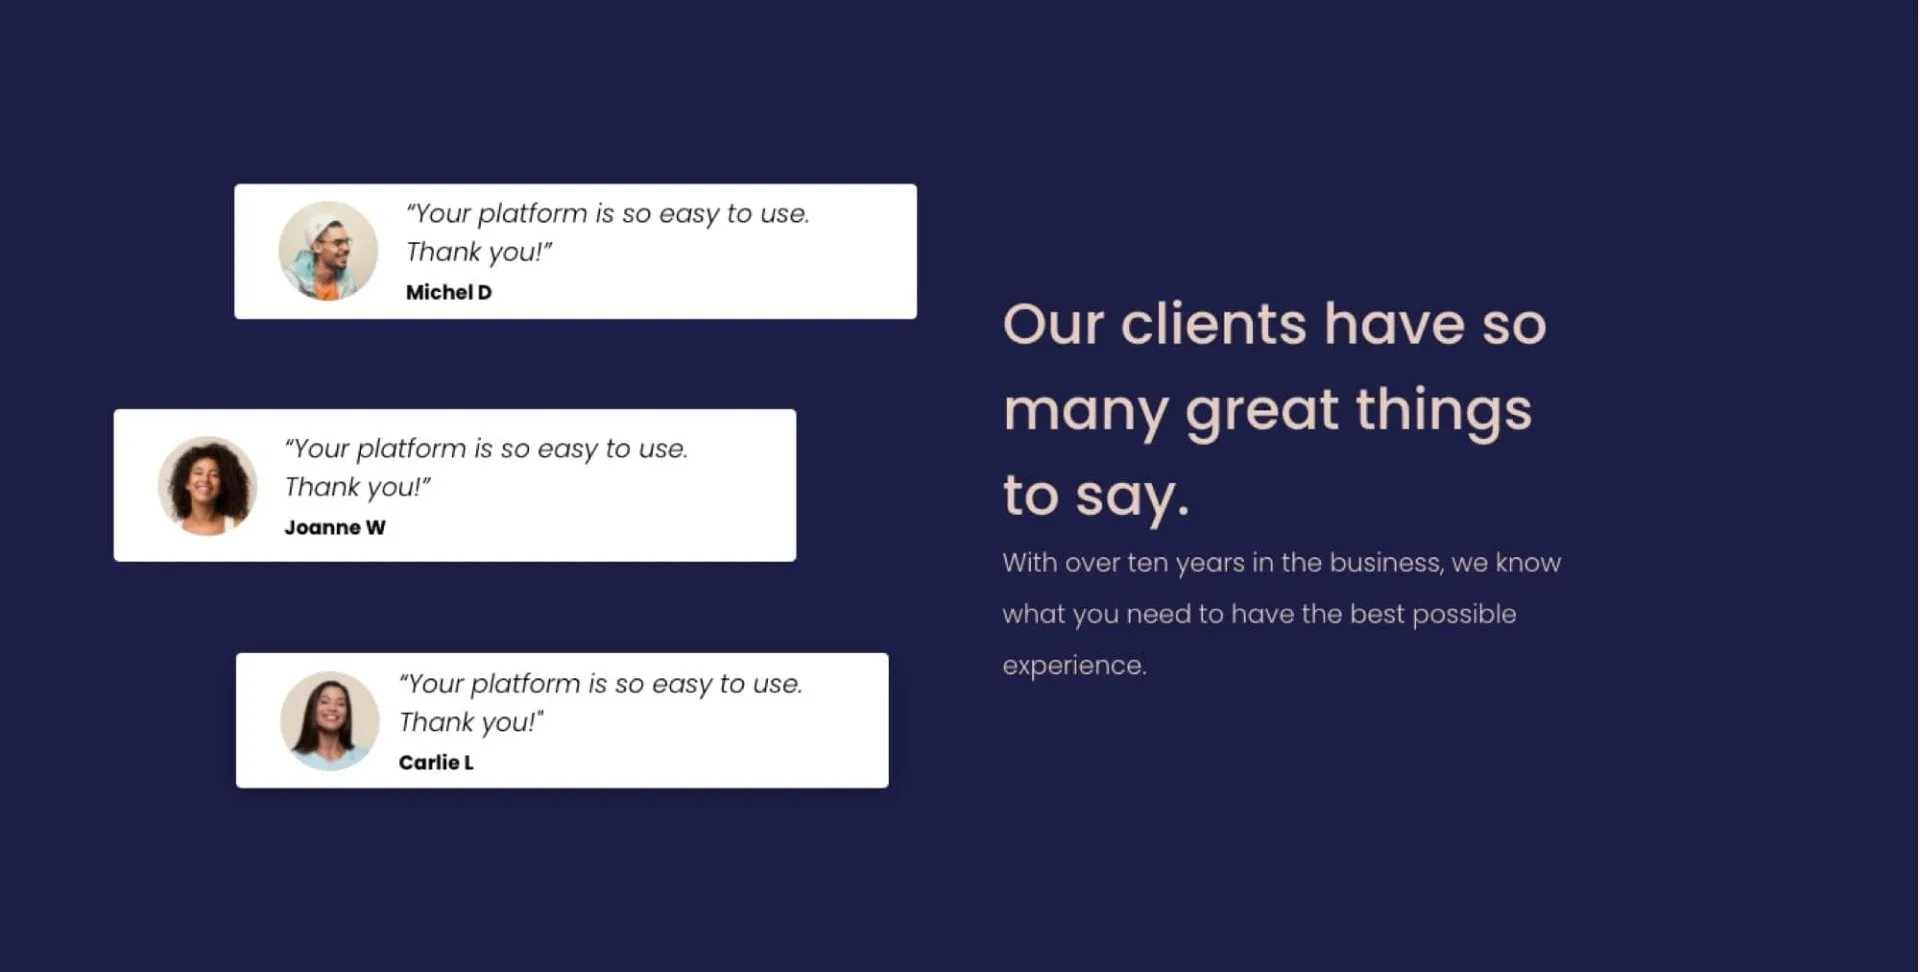 “Your platform is so easy to use.
Thank you!”
Michel D
“Your platform is so easy to use.
Thank you!”
Joanne W
“Your platform is so easy to use.
Thank you!"
Carlie L
Our clients have so
many great things
to say.
With over ten years in the business, we know
what you need to have the best possible
experience.